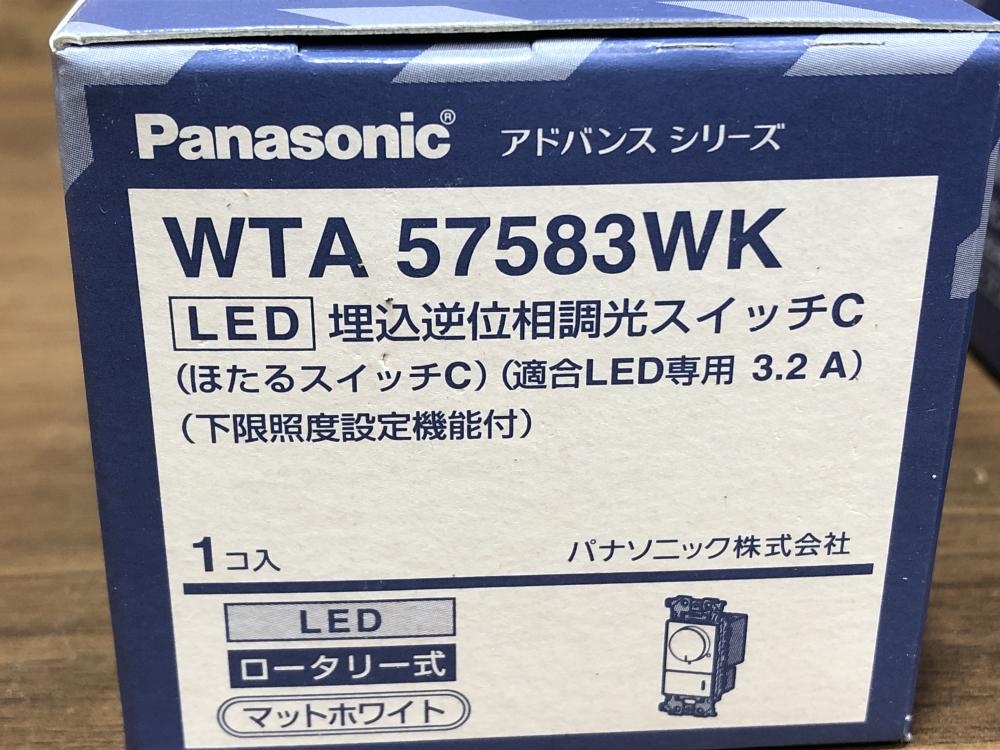 Panasonic® アドバンス シリーズ
WTA 57583WK
LED 埋込逆位相調光スイッチC
(ほたるスイッチC)(適合LED専用 3.2 A)
(下限照度設定機能付)
1コ入 パナソニック株式会社
LED
ロータリー式
マットホワイト